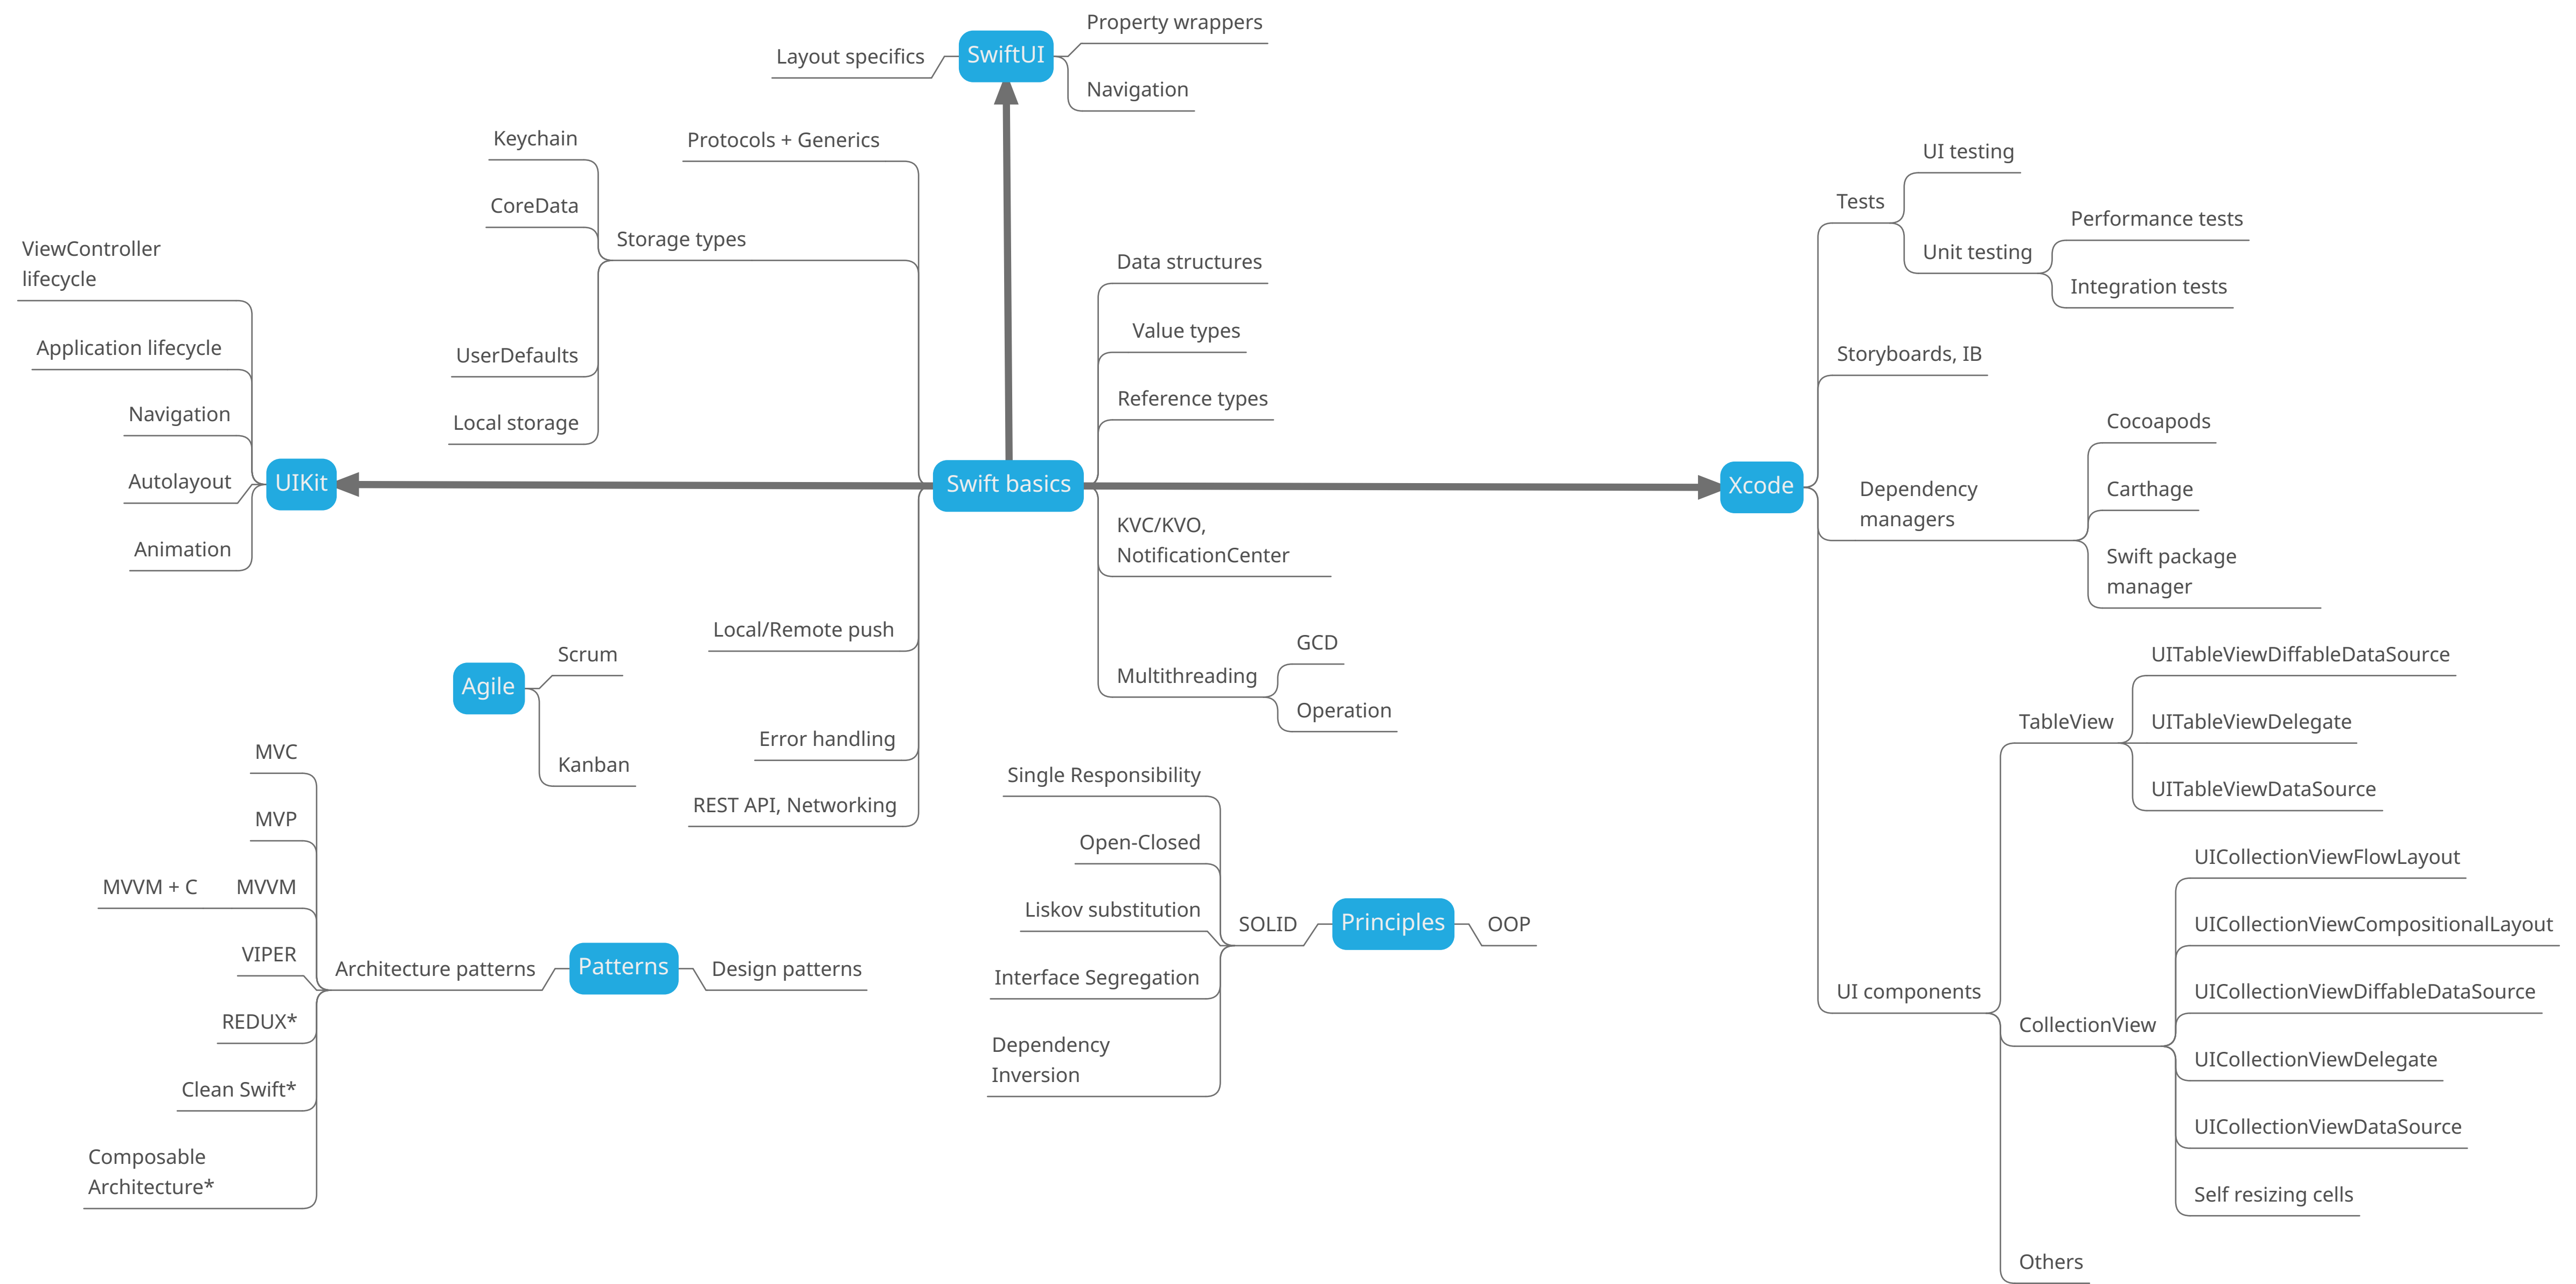 Property wrappers
SwiftUI
Layout specifics
Navigation
Keychain
Protocols + Generics
CoreData
Storage types
UserDefaults
Local storage
ViewController
lifecycle
Application lifecycle
Navigation
Autolayout
UIKit
Animation
Swift basics
Data structures
Value types
Reference types
KVC/KVO,
NotificationCenter
Multithreading
GCD
Operation
Local/Remote push
Error handling
REST API, Networking
Xcode
Tests
UI testing
Unit testing
Performance tests
Integration tests
Storyboards, IB
Dependency
managers
Cocoapods
Carthage
Swift package
manager
UI components
TableView
UITableViewDiffableDataSource
UITableViewDelegate
UITableViewDataSource
CollectionView
UICollectionViewFlowLayout
UICollectionViewCompositionalLayout
UICollectionViewDiffableDataSource
UICollectionViewDelegate
UICollectionViewDataSource
Self resizing cells
Others
Agile
Scrum
Kanban
MVC
MVP
MVVM + C
MVVM
VIPER
REDUX*
Clean Swift*
Composable
Architecture*
Architecture patterns
Patterns
Design patterns
Single Responsibility
Open-Closed
Liskov substitution
Interface Segregation
Dependency
Inversion
SOLID
Principles
OOP